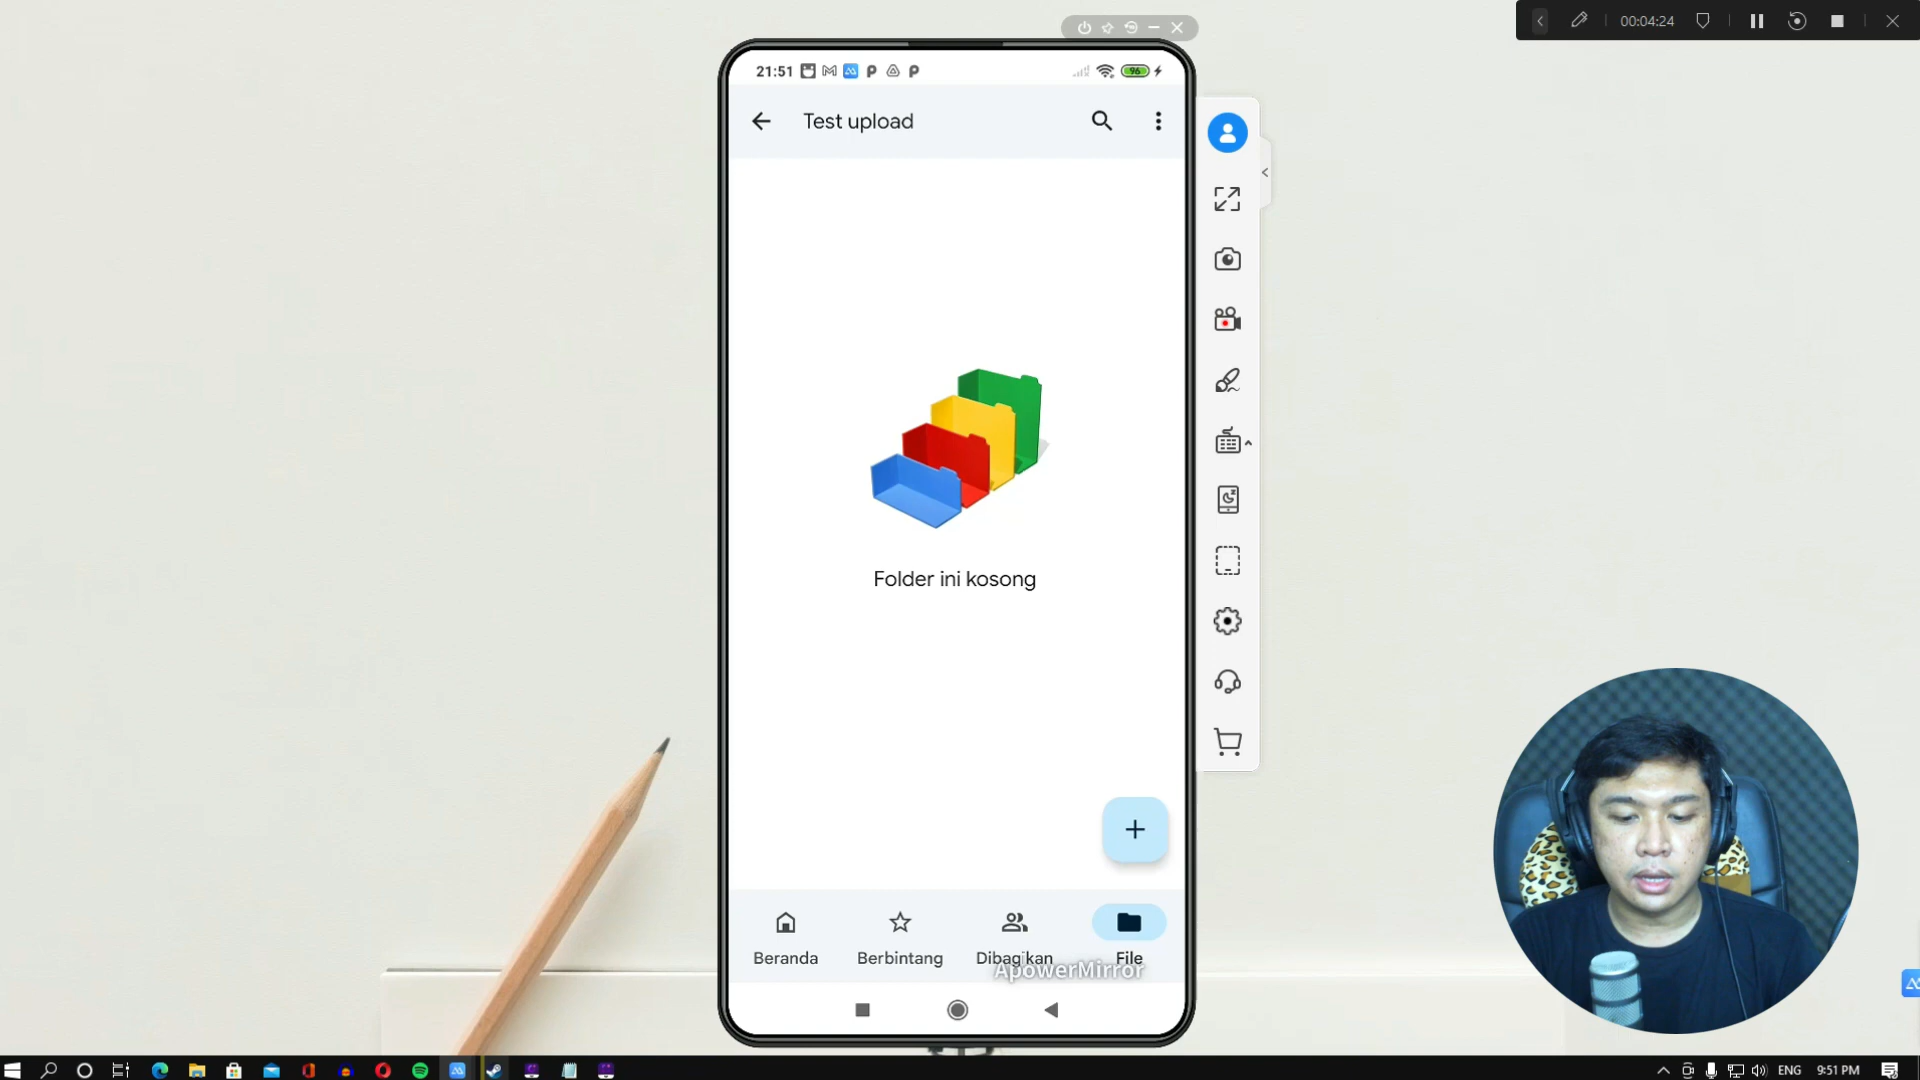 00:04:24
21:51
96
Test upload
Folder ini kosong
Beranda
Berbintang
Dibagikan
File
ApowerMirror
ENG
9:51 PM